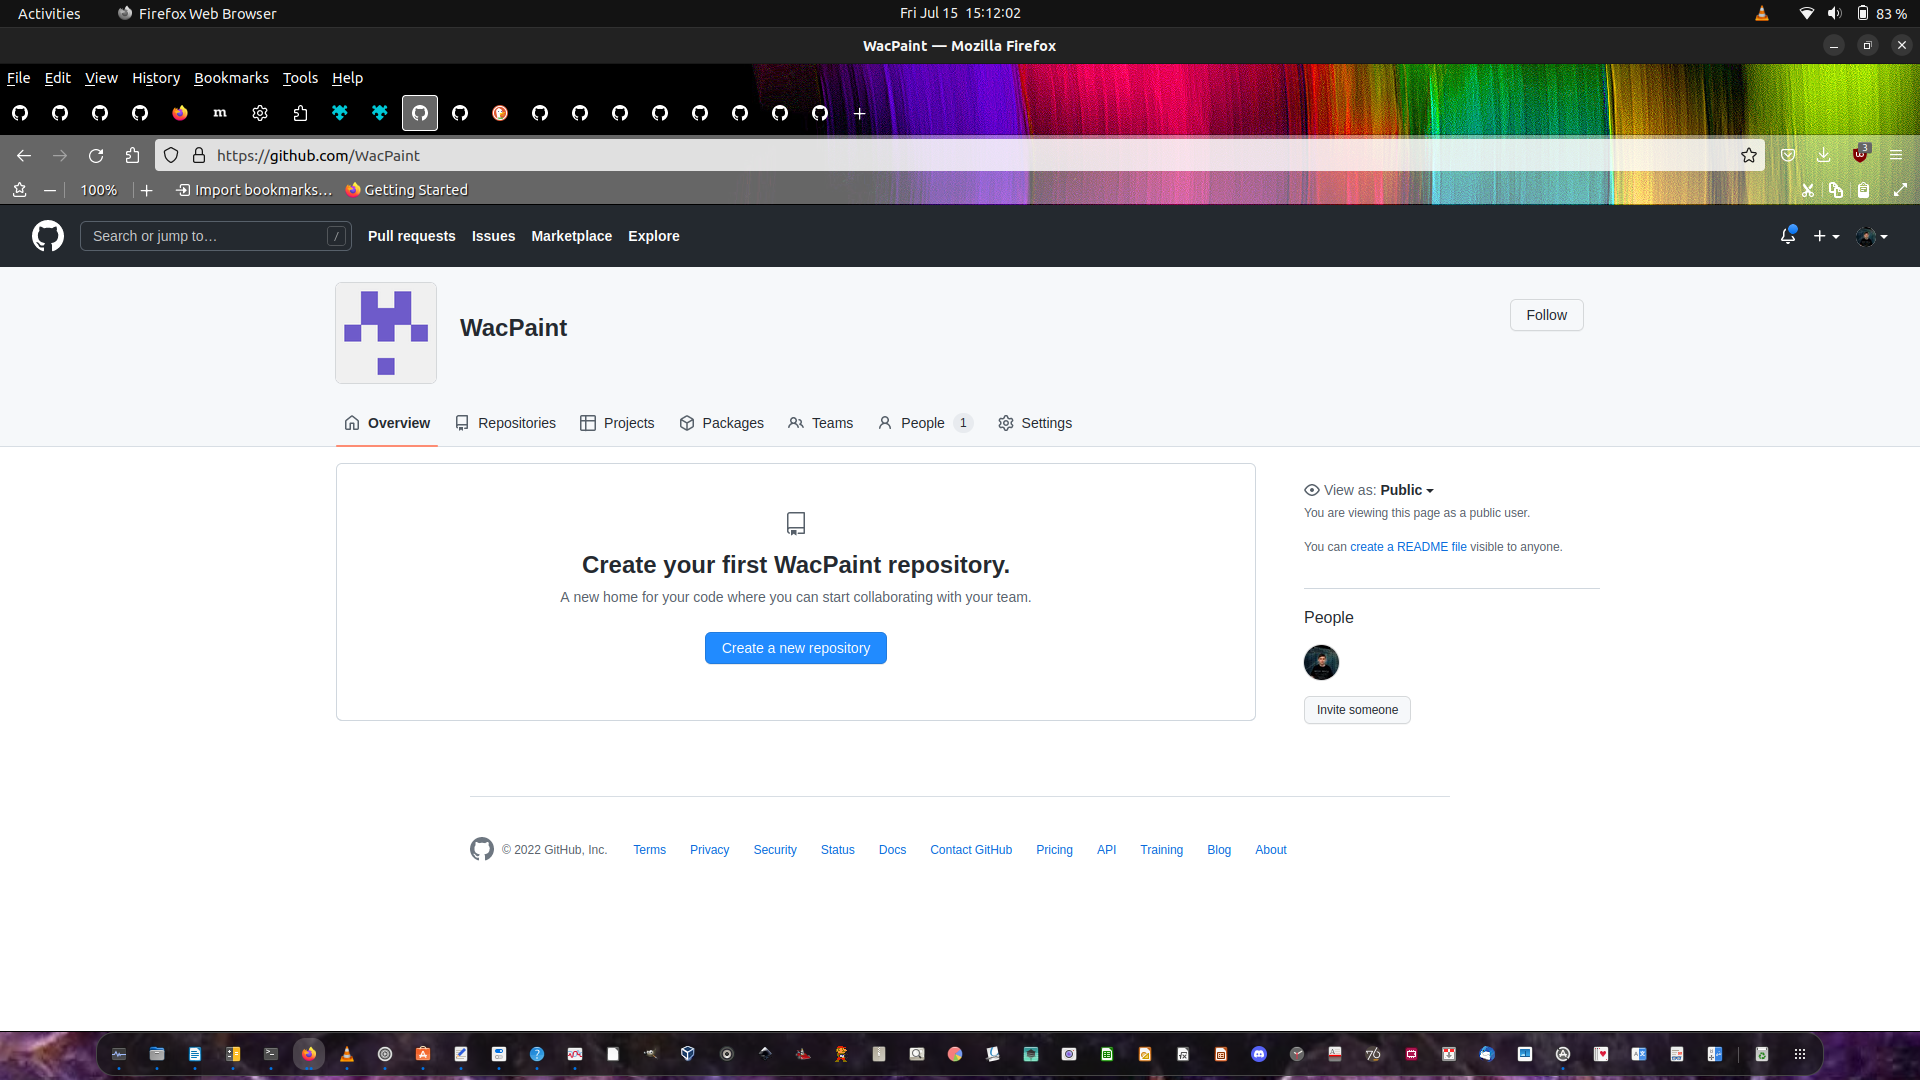 Activities Firefox Web Browser Fri Jul 15 15:12:02 83 %
WacPaint — Mozilla Firefox
File Edit View History Bookmarks Tools Help
m
https://github.com/WacPaint 3
100% Import bookmarks... Getting Started
Search or jump to... / Pull requests Issues Marketplace Explore
WacPaint
Follow
Overview Repositories Projects Packages Teams People 1 Settings
Create your first WacPaint repository.
A new home for your code where you can start collaborating with your team.
Create a new repository
View as: Public
You are viewing this page as a public user.
You can create a README file visible to anyone.
People
Invite someone
© 2022 GitHub, Inc. Terms Privacy Security Status Docs Contact GitHub Pricing API Training Blog About